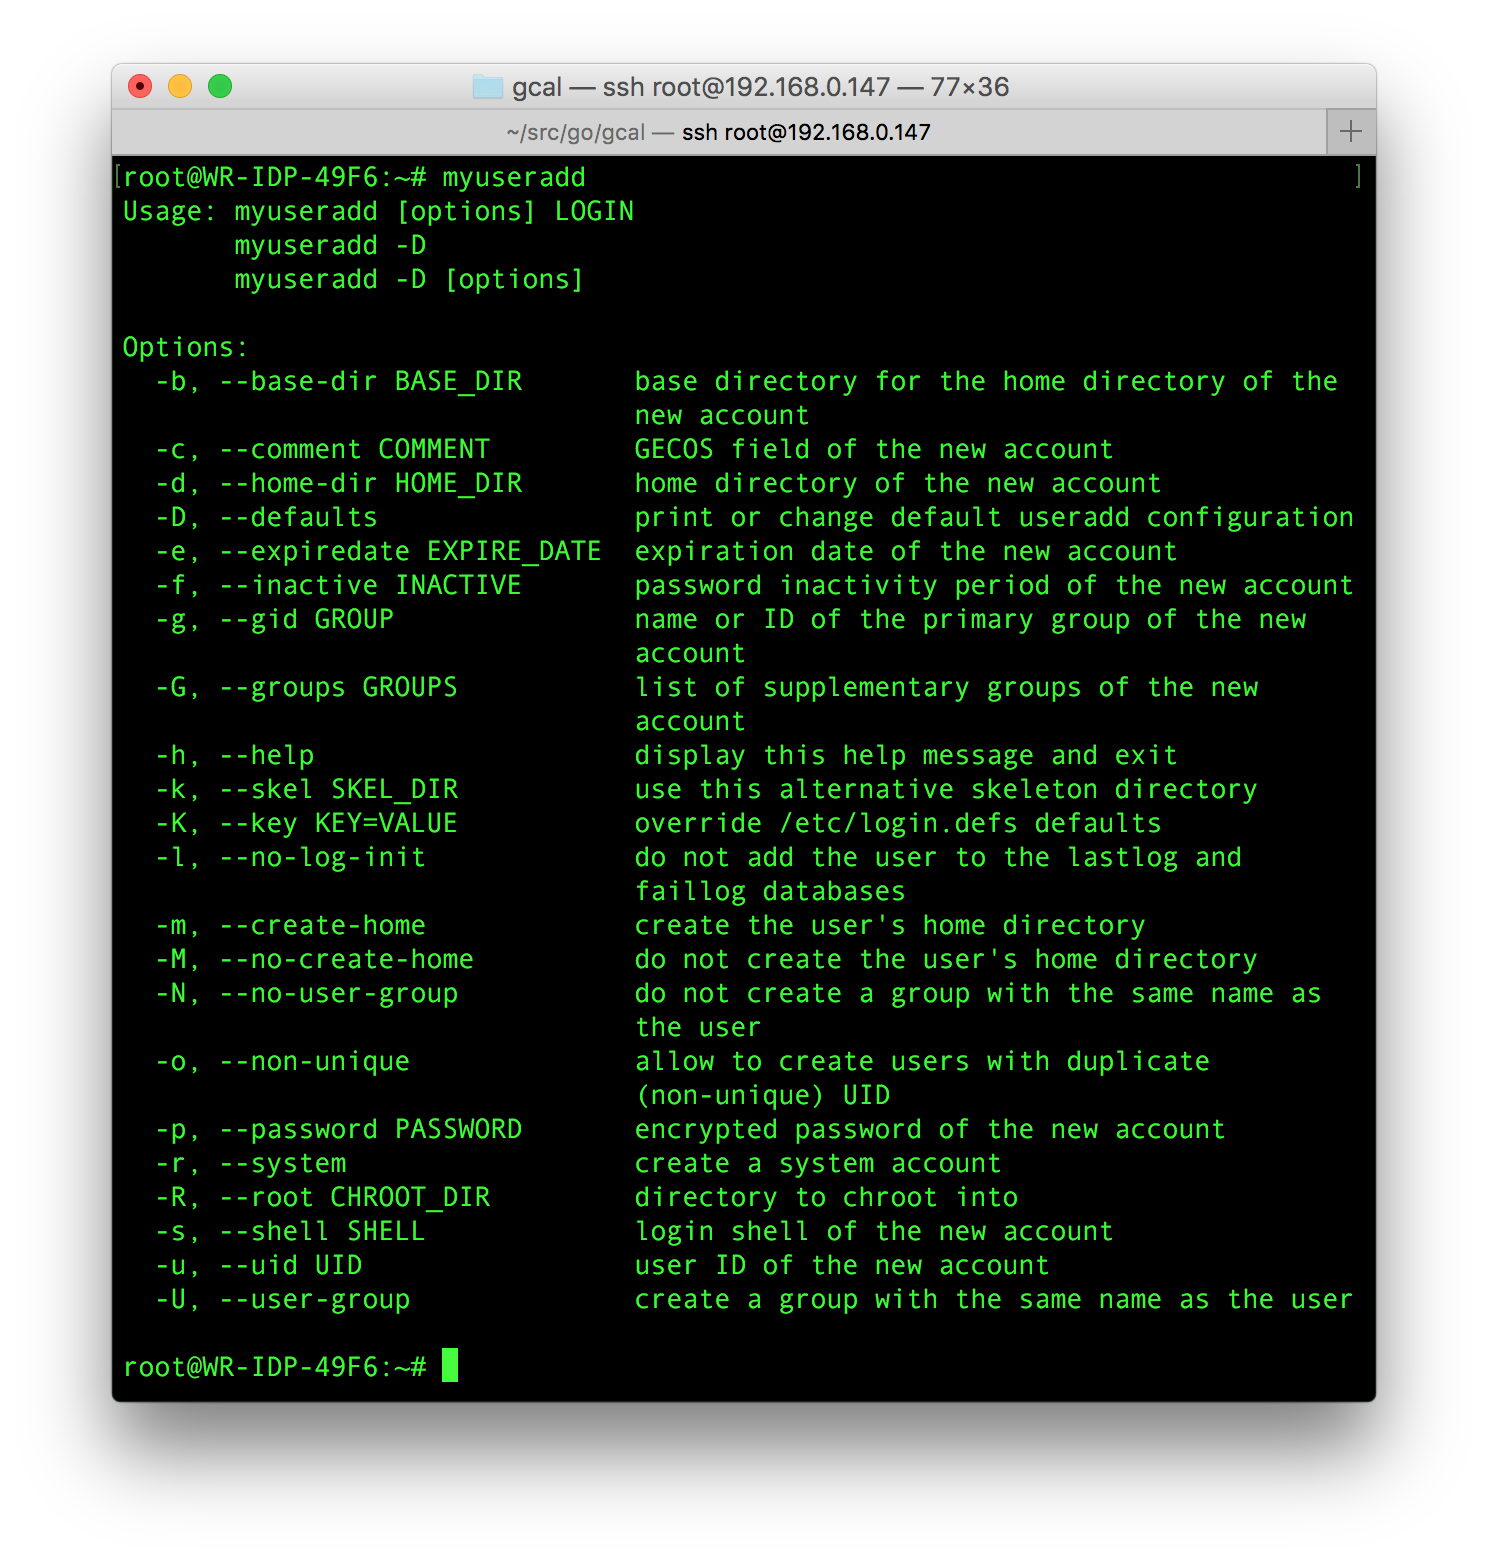 gcal — ssh root@192.168.0.147 — 77×36
~/src/go/gcal — ssh root@192.168.0.147
[root@WR-IDP-49F6:~# myuseradd ]
Usage: myuseradd [options] LOGIN
       myuseradd -D
       myuseradd -D [options]

Options:
  -b, --base-dir BASE_DIR       base directory for the home directory of the
                                new account
  -c, --comment COMMENT         GECOS field of the new account
  -d, --home-dir HOME_DIR       home directory of the new account
  -D, --defaults                print or change default useradd configuration
  -e, --expiredate EXPIRE_DATE  expiration date of the new account
  -f, --inactive INACTIVE       password inactivity period of the new account
  -g, --gid GROUP               name or ID of the primary group of the new
                                account
  -G, --groups GROUPS           list of supplementary groups of the new
                                account
  -h, --help                    display this help message and exit
  -k, --skel SKEL_DIR           use this alternative skeleton directory
  -K, --key KEY=VALUE           override /etc/login.defs defaults
  -l, --no-log-init             do not add the user to the lastlog and
                                faillog databases
  -m, --create-home             create the user's home directory
  -M, --no-create-home          do not create the user's home directory
  -N, --no-user-group           do not create a group with the same name as
                                the user
  -o, --non-unique              allow to create users with duplicate
                                (non-unique) UID
  -p, --password PASSWORD       encrypted password of the new account
  -r, --system                  create a system account
  -R, --root CHROOT_DIR         directory to chroot into
  -s, --shell SHELL             login shell of the new account
  -u, --uid UID                 user ID of the new account
  -U, --user-group              create a group with the same name as the user

root@WR-IDP-49F6:~#